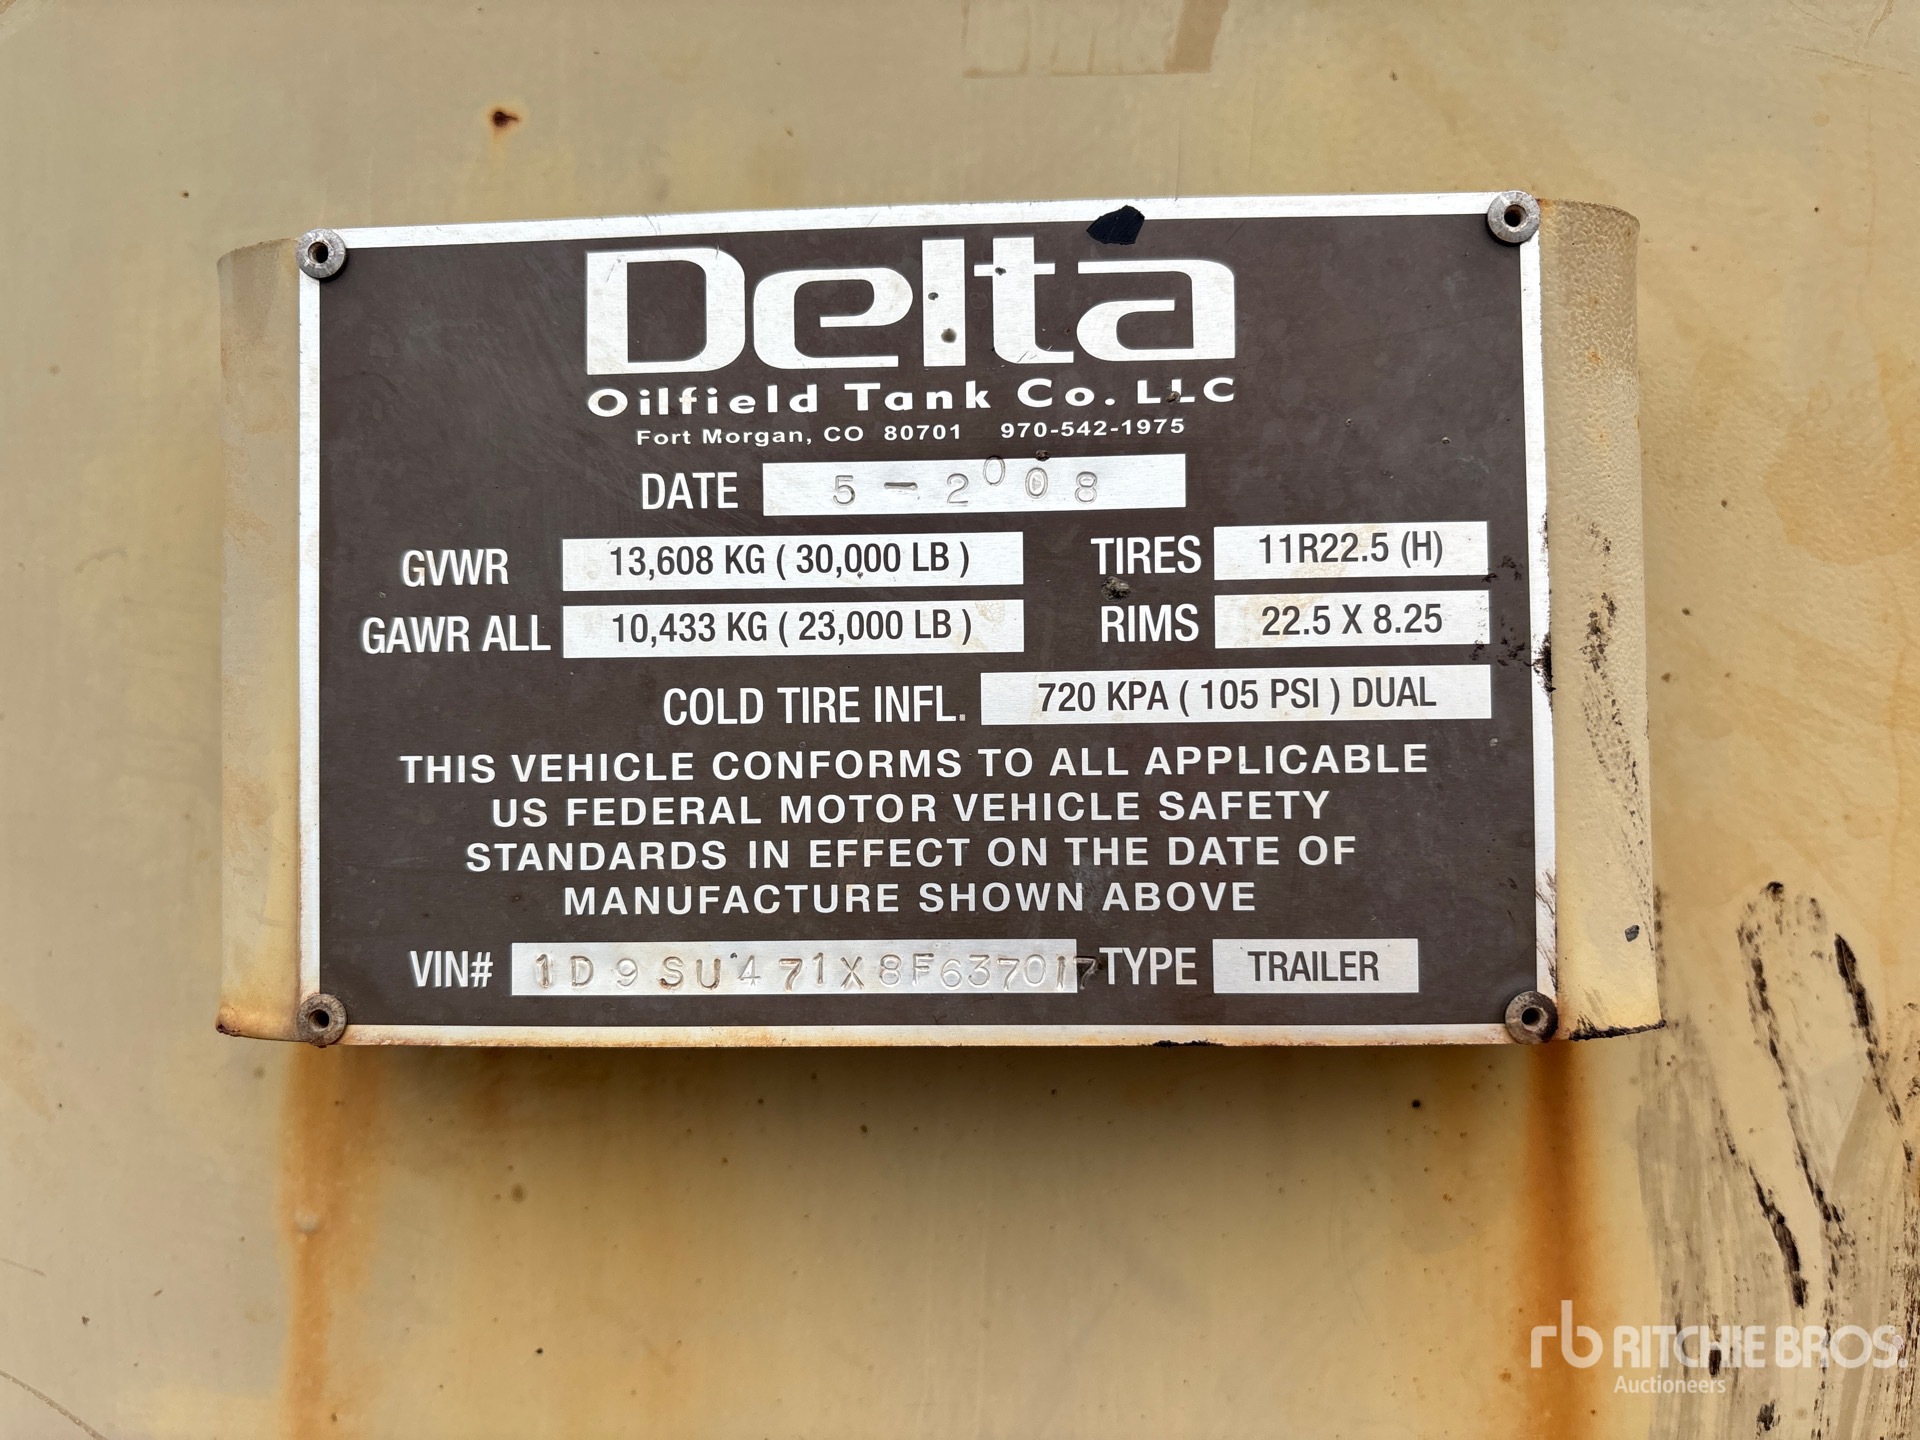 Delta
Oilfield Tank Co. LLC
Fort Morgan, CO 80701 970-542-1975
DATE 5-2008
GVWR 13,608 KG ( 30,000 LB ) TIRES 11R22.5 (H)
GAWR ALL 10,433 KG ( 23,000 LB ) RIMS 22.5 X 8.25
COLD TIRE INFL. 720 KPA ( 105 PSI ) DUAL
THIS VEHICLE CONFORMS TO ALL APPLICABLE
US FEDERAL MOTOR VEHICLE SAFETY
STANDARDS IN EFFECT ON THE DATE OF
MANUFACTURE SHOWN ABOVE
VIN# 1D9SU471X8F637017 TYPE TRAILER
rb RITCHIE BROS.
Auctioneers